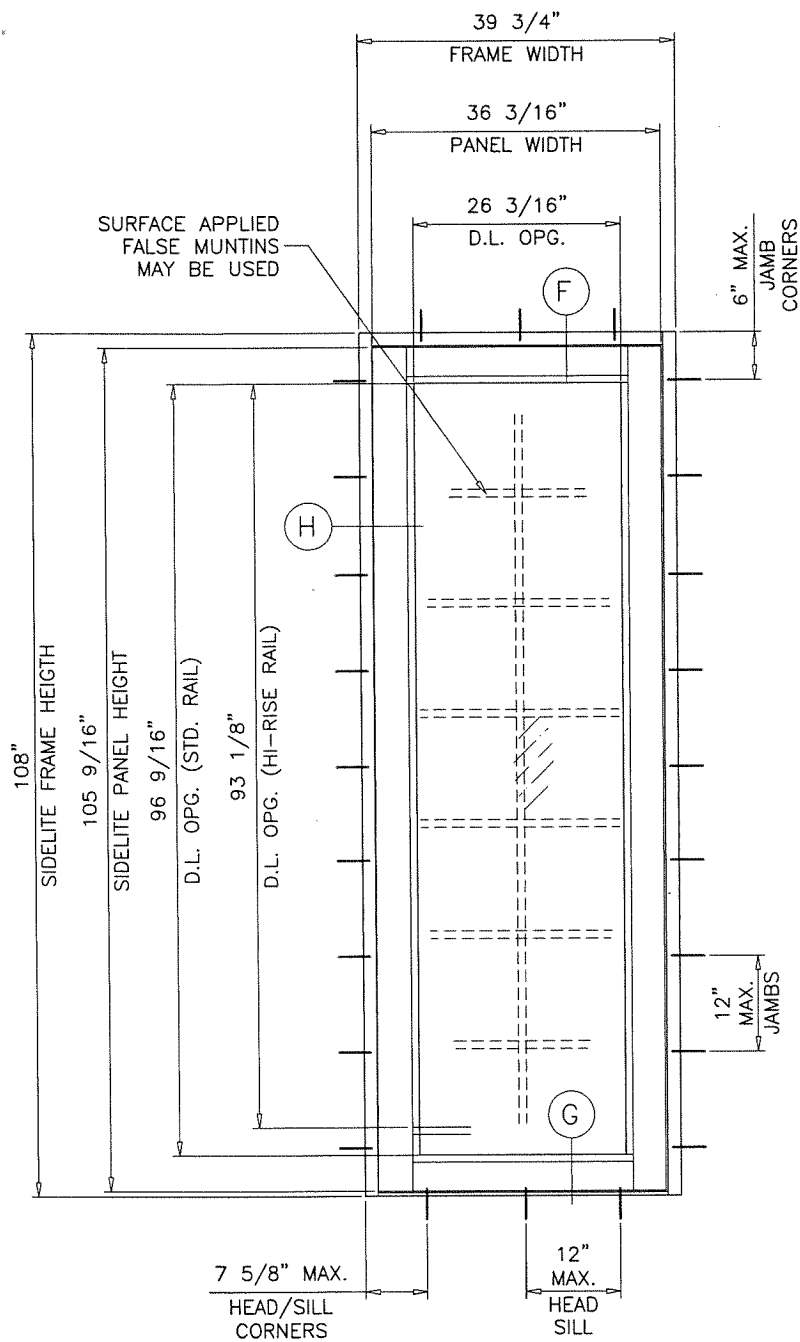 39 3/4"
FRAME WIDTH
36 3/16"
PANEL WIDTH
26 3/16"
D.L. OPG.
SURFACE APPLIED
FALSE MUNTINS
MAY BE USED
F
6" MAX.
JAMB
CORNERS
H
108"
SIDELITE FRAME HEIGTH
105 9/16"
SIDELITE PANEL HEIGHT
96 9/16"
D.L. OPG. (STD. RAIL)
93 1/8"
D.L. OPG. (HI-RISE RAIL)
12"
MAX.
JAMBS
G
7 5/8" MAX.
HEAD/SILL
CORNERS
12"
MAX.
HEAD
SILL